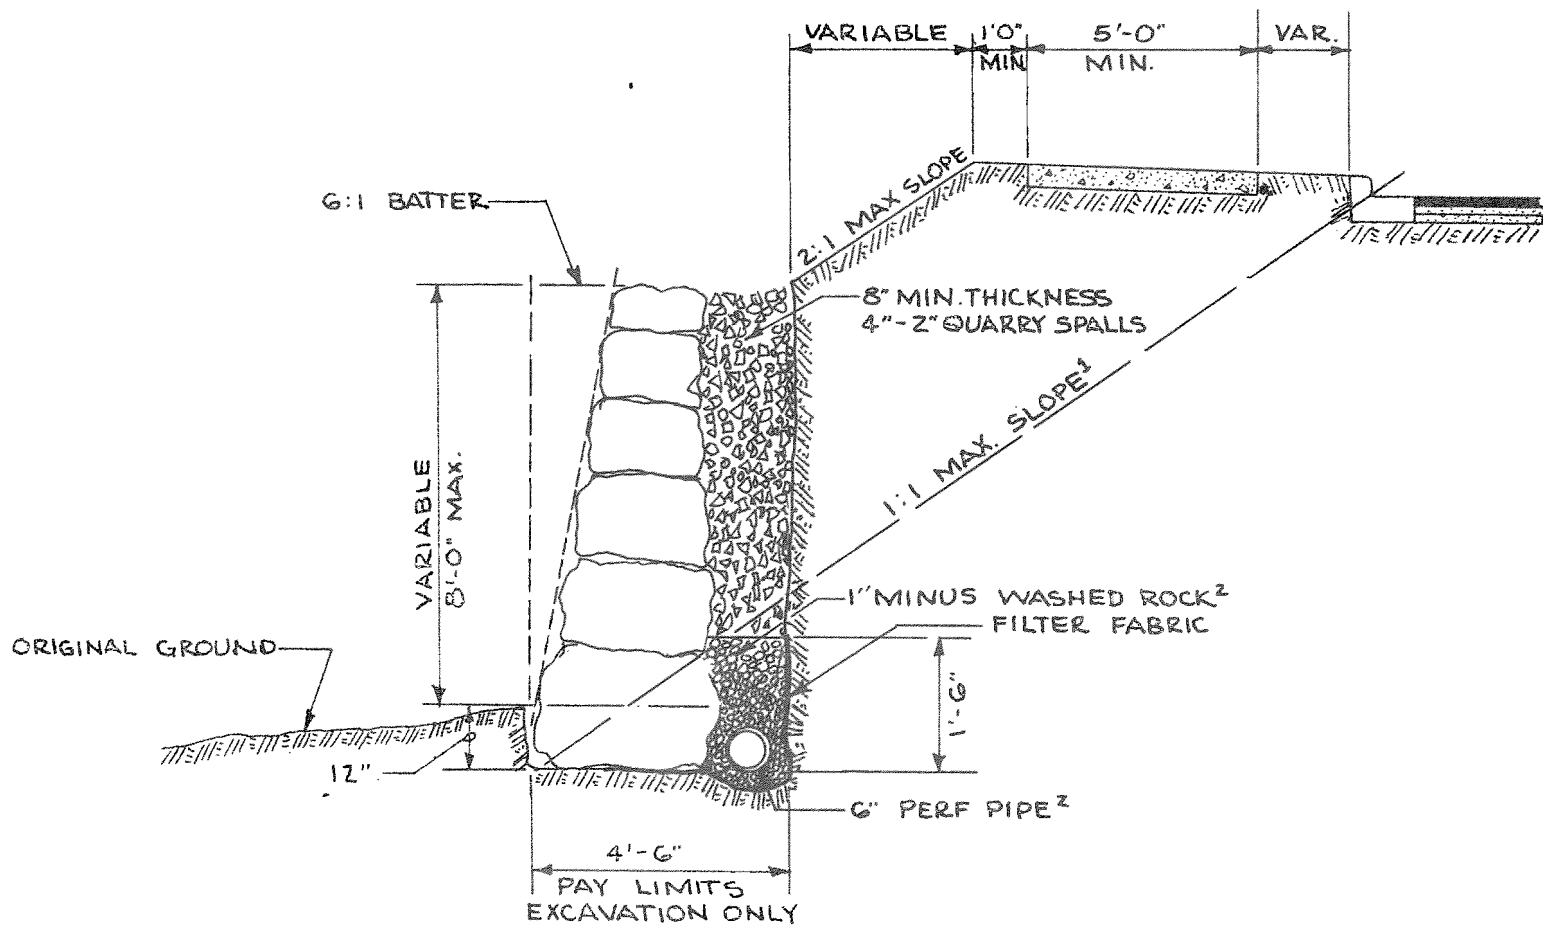 VARIABLE
1'0"
MIN
5'-0"
MIN.
VAR.
6:1 BATTER
2:1 MAX SLOPE
8" MIN. THICKNESS
4"-2" QUARRY SPALLS
VARIABLE
8'-0" MAX.
1:1 MAX. SLOPE¹
1" MINUS WASHED ROCK²
FILTER FABRIC
ORIGINAL GROUND
1'-6"
12"
6" PERF PIPE²
4'-6"
PAY LIMITS
EXCAVATION ONLY